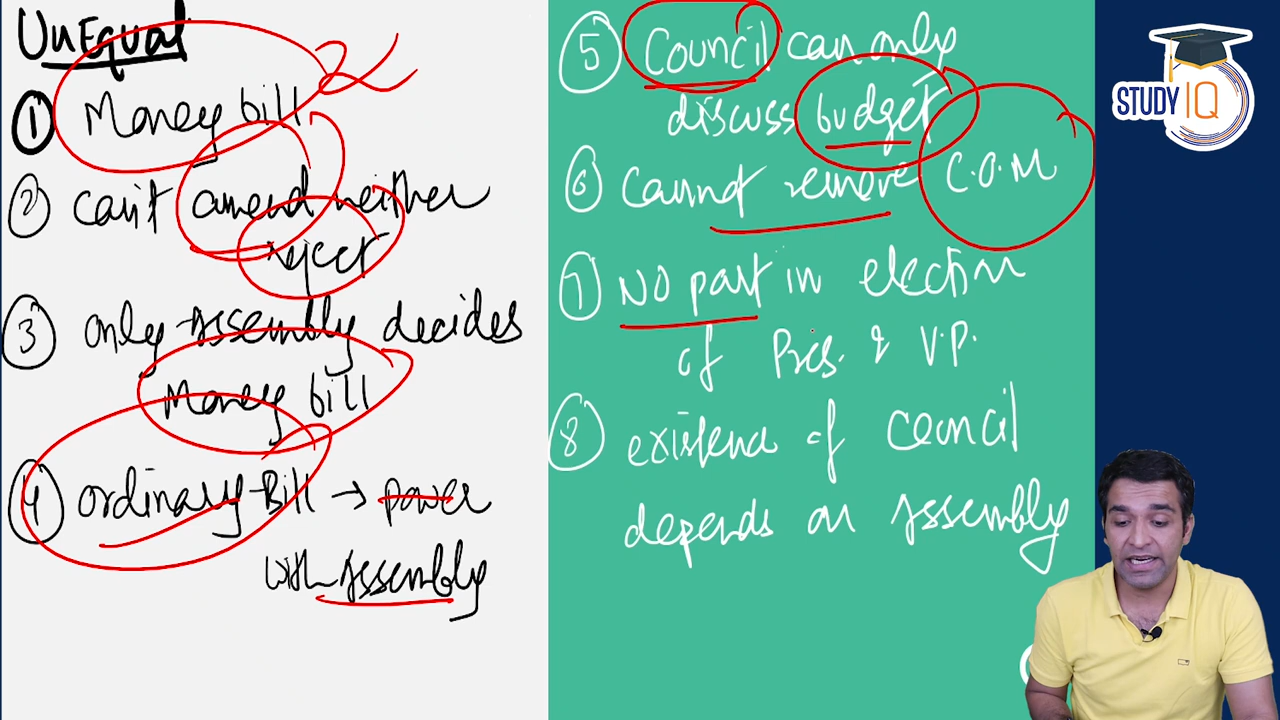 UnEqual
① Money bill
② can't amend neither
reject
③ only Assembly decides
Money bill
④ ordinary Bill → power
with Assembly
⑤ Council can only
discuss budget
⑥ cannot remove C.O.M
⑦ NO part in election
of Pres. & V.P.
⑧ existence of Council
depends on Assembly
STUDY IQ